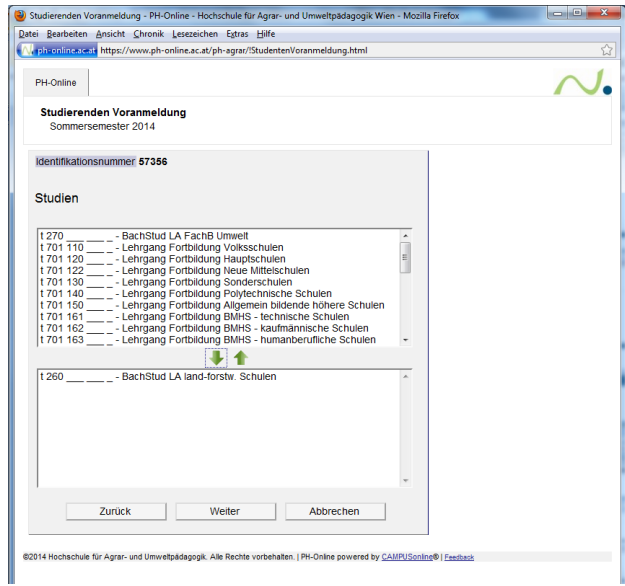 Studierenden Voranmeldung - PH-Online - Hochschule für Agrar- und Umweltpädagogik Wien - Mozilla Firefox
Datei Bearbeiten Ansicht Chronik Lesezeichen Extras Hilfe
ph-online.ac.at https://www.ph-online.ac.at/ph-agrar/!StudentenVoranmeldung.html
PH-Online
Studierenden Voranmeldung
Sommersemester 2014
Identifikationsnummer 57356
Studien
t 270 ___ ___ _ - BachStud LA FachB Umwelt
t 701 110 ___ _ - Lehrgang Fortbildung Volksschulen
t 701 120 ___ _ - Lehrgang Fortbildung Hauptschulen
t 701 122 ___ _ - Lehrgang Fortbildung Neue Mittelschulen
t 701 130 ___ _ - Lehrgang Fortbildung Sonderschulen
t 701 140 ___ _ - Lehrgang Fortbildung Polytechnische Schulen
t 701 150 ___ _ - Lehrgang Fortbildung Allgemein bildende höhere Schulen
t 701 161 ___ _ - Lehrgang Fortbildung BMHS - technische Schulen
t 701 162 ___ _ - Lehrgang Fortbildung BMHS - kaufmännische Schulen
t 701 163 ___ _ - Lehrgang Fortbildung BMHS - humanberufliche Schulen
t 260 ___ ___ _ - BachStud LA land-forstw. Schulen
Zurück Weiter Abbrechen
©2014 Hochschule für Agrar- und Umweltpädagogik. Alle Rechte vorbehalten. | PH-Online powered by CAMPUSonline® | Feedback